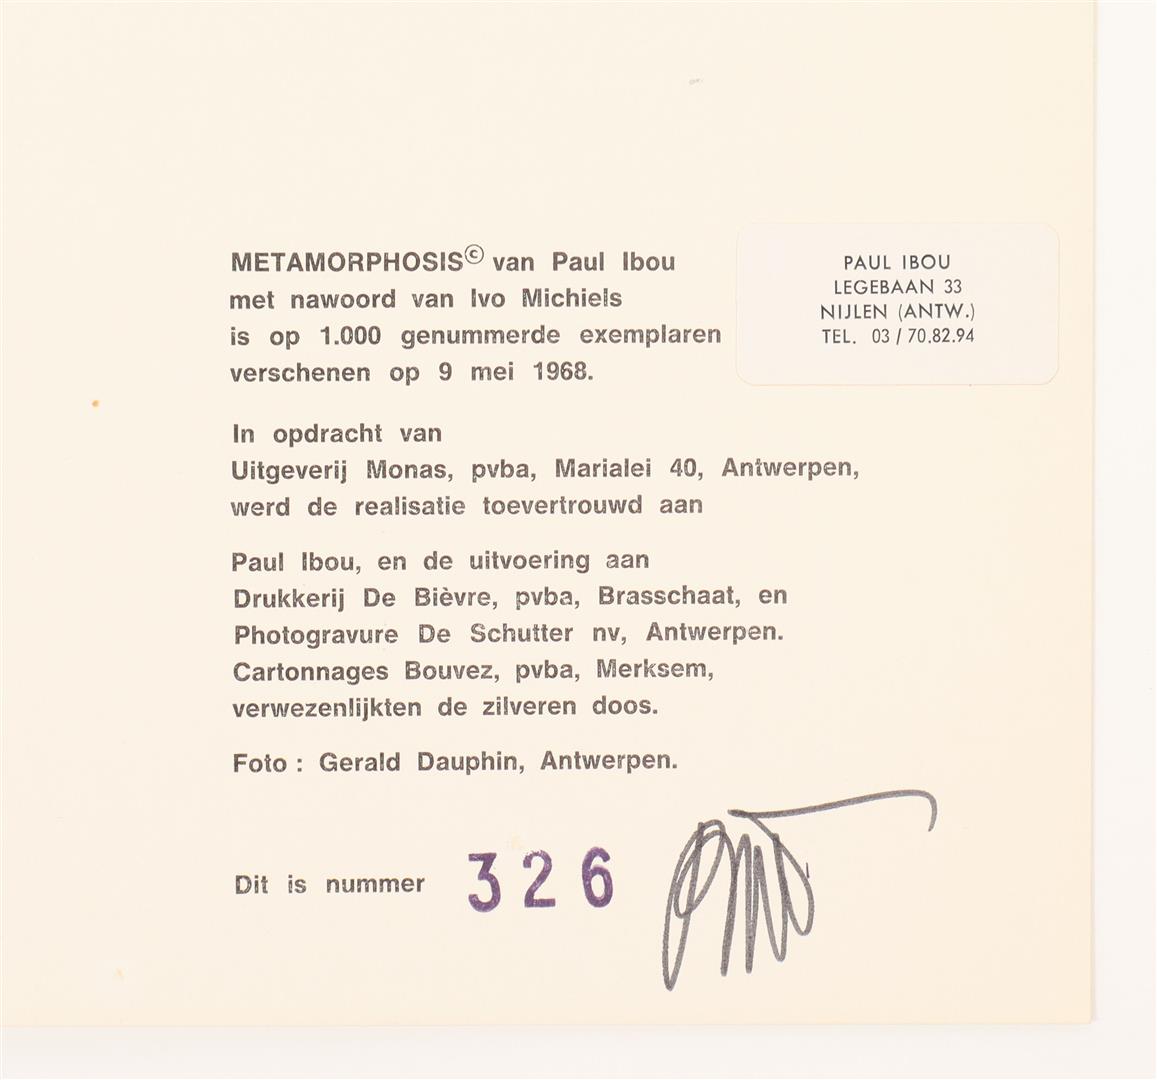 METAMORPHOSIS© van Paul Ibou
met nawoord van Ivo Michiels
is op 1.000 genummerde exemplaren
verschenen op 9 mei 1968.
PAUL IBOU
LEGEBAAN 33
NIJLEN (ANTW.)
TEL. 03 / 70.82.94
In opdracht van
Uitgeverij Monas, pvba, Marialei 40, Antwerpen,
werd de realisatie toevertrouwd aan
Paul Ibou, en de uitvoering aan
Drukkerij De Bièvre, pvba, Brasschaat, en
Photogravure De Schutter nv, Antwerpen.
Cartonnages Bouvez, pvba, Merksem,
verwezenlijkten de zilveren doos.
Foto : Gerald Dauphin, Antwerpen.
Dit is nummer 326